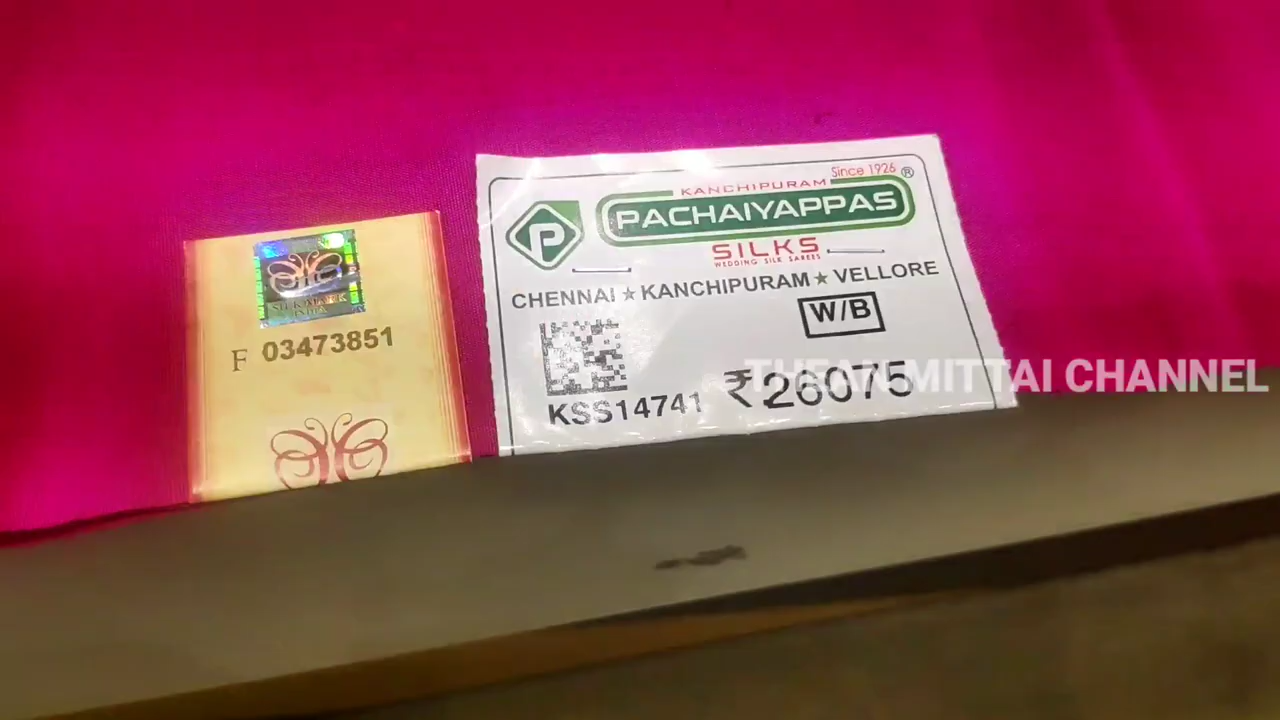 SILK MARK
INDIA
F 03473851
Since 1926 ®
KANCHIPURAM
P PACHAIYAPPAS
SILKS
WEDDING SILK SAREES
CHENNAI ★ KANCHIPURAM ★ VELLORE
W/B
KSS14741 ₹26075
THEAN MITTAI CHANNEL